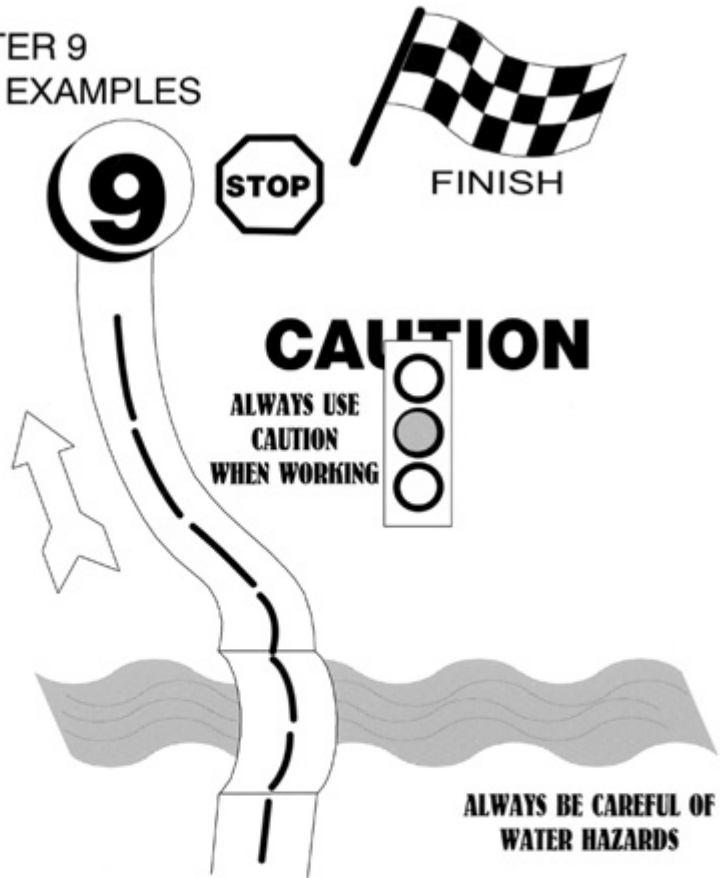 TER 9
EXAMPLES
9
STOP
FINISH
CAUTION
ALWAYS USE
CAUTION
WHEN WORKING
ALWAYS BE CAREFUL OF
WATER HAZARDS